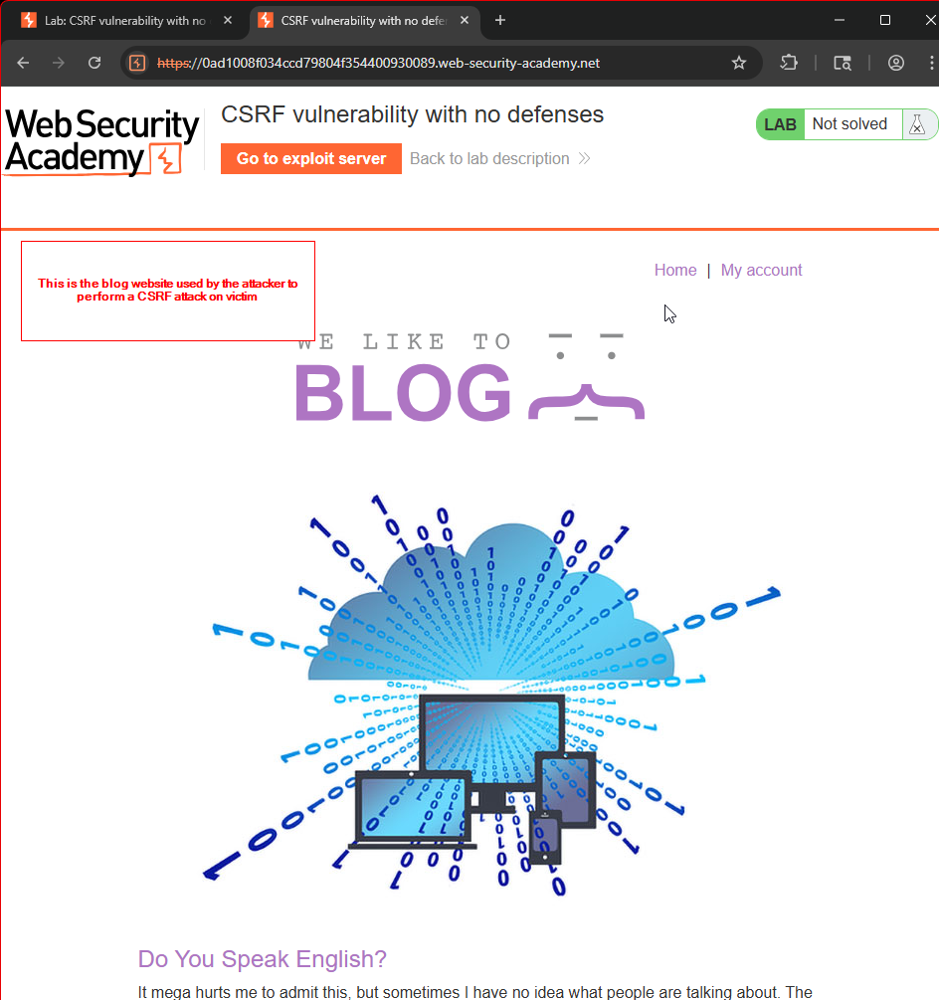 Lab: CSRF vulnerability with no
CSRF vulnerability with no defe
https://0ad1008f034ccd79804f354400930089.web-security-academy.net
Web Security
Academy
CSRF vulnerability with no defenses
LAB Not solved
Go to exploit server Back to lab description
This is the blog website used by the attacker to
perform a CSRF attack on victim
Home | My account
WE LIKE TO
BLOG
Do You Speak English?
It mega hurts me to admit this, but sometimes I have no idea what people are talking about. The